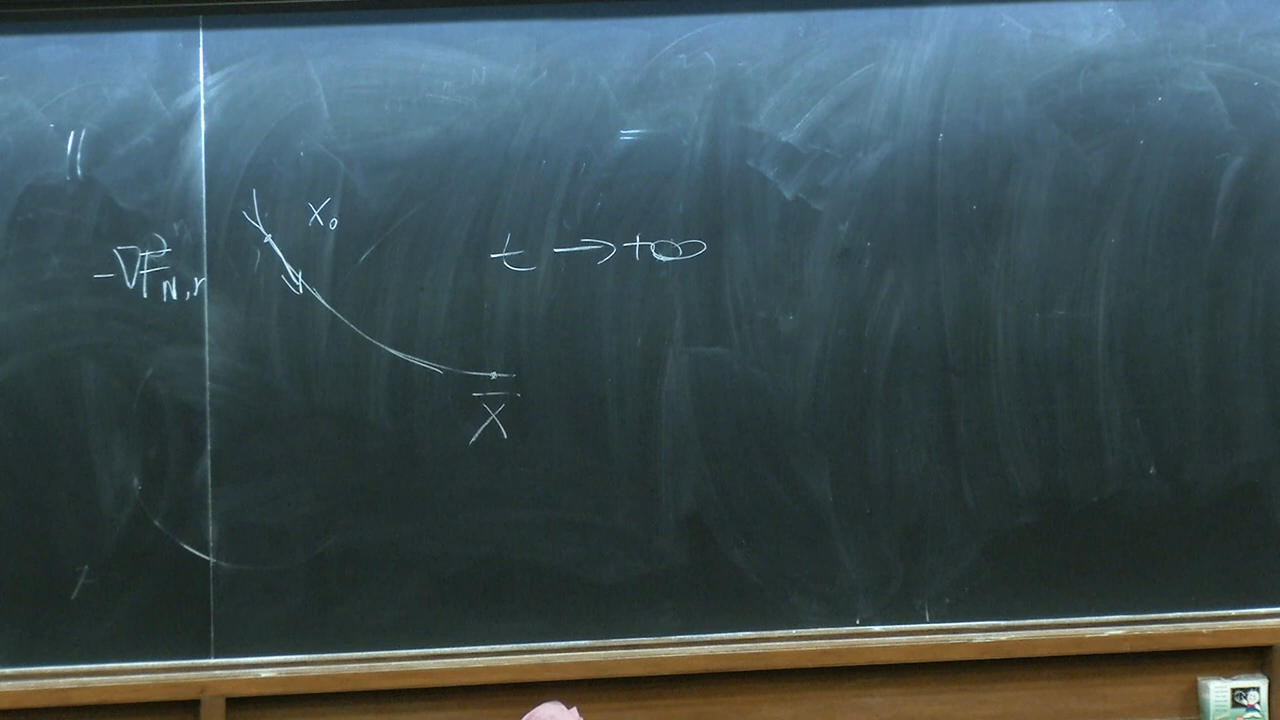 =
x₀
t → +∞
-∇F_{N,r}
x̄